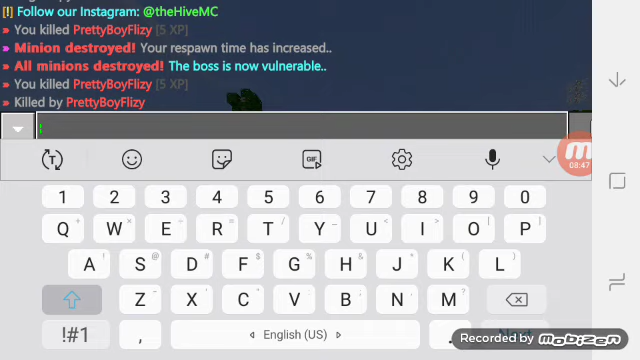 [!] Follow our Instagram: @theHiveMC
» You killed PrettyBoyFlizy [5 XP]
» Minion destroyed! Your respawn time has increased..
» All minions destroyed! The boss is now vulnerable..
» You killed PrettyBoyFlizy [5 XP]
» Killed by PrettyBoyFlizy
T GIF
08:47
1 2 3 4 5 6 7 8 9 0
Q W E R T Y U I O P
A S D F G H J K L
Z X C V B N M
!#1 , English (US) .
Recorded by MOBIZEN